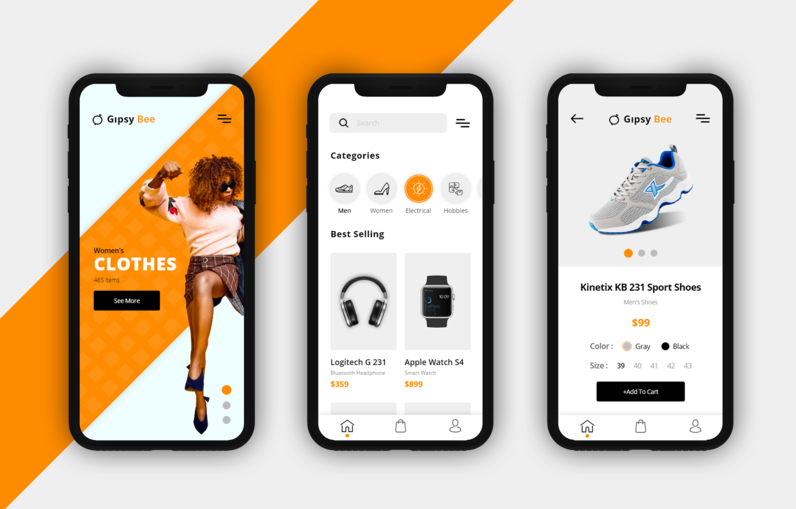 Gipsy Bee
Women's
CLOTHES
465 items
See More
Search
Categories
Men Women Electrical Hobbies
Best Selling
Logitech G 231
Bluetooth Headphone
$359
Apple Watch S4
Smart Watch
$899
Gipsy Bee
Kinetix KB 231 Sport Shoes
Men's Shoes
$99
Color : Gray Black
Size : 39 40 41 42 43
+Add To Cart